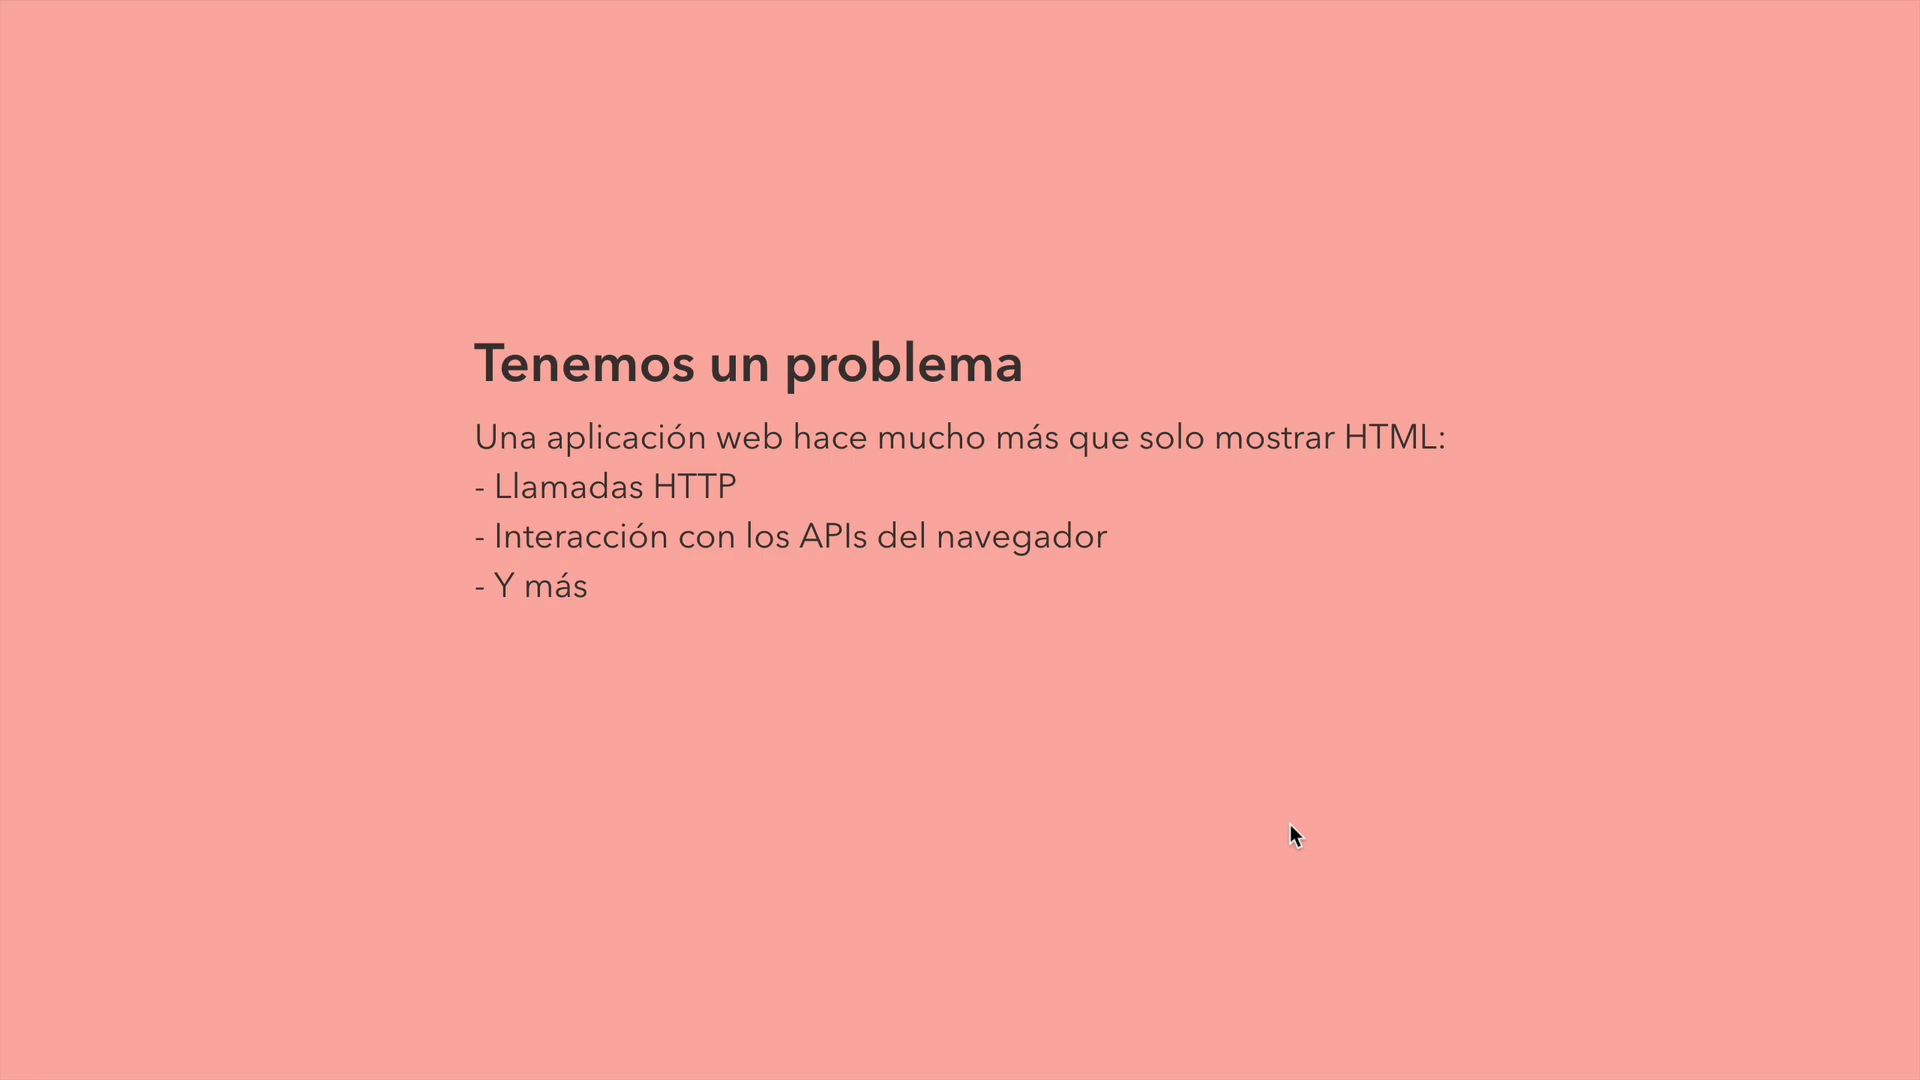 Tenemos un problema
Una aplicación web hace mucho más que solo mostrar HTML:
- Llamadas HTTP
- Interacción con los APIs del navegador
- Y más